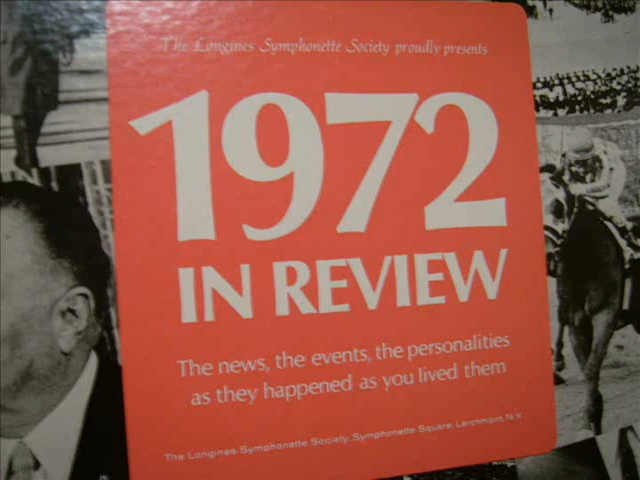 The Longines Symphonette Society proudly presents
1972
IN REVIEW
The news, the events, the personalities
as they happened as you lived them
The Longines Symphonette Society, Symphonette Square, Larchmont, N.Y.